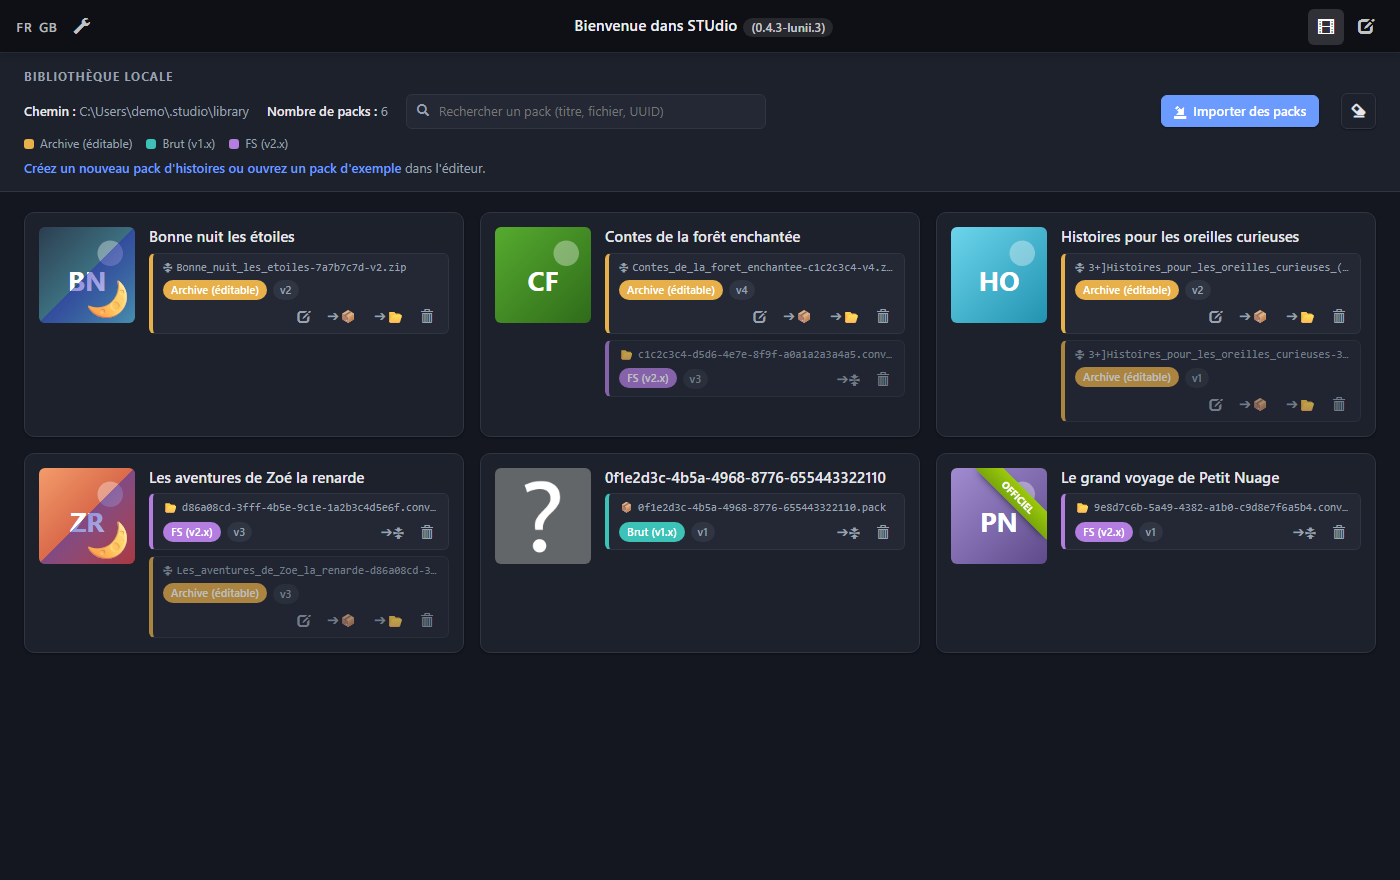 FR GB
Bienvenue dans STUdio (0.4.3-lunii.3)
BIBLIOTHÈQUE LOCALE
Chemin : C:\Users\demo\.studio\library Nombre de packs : 6 Rechercher un pack (titre, fichier, UUID) Importer des packs
Archive (éditable) Brut (v1.x) FS (v2.x)
Créez un nouveau pack d'histoires ou ouvrez un pack d'exemple dans l'éditeur.
BN
Bonne nuit les étoiles
Bonne_nuit_les_etoiles-7a7b7c7d-v2.zip
Archive (éditable) v2
CF
Contes de la forêt enchantée
Contes_de_la_foret_enchantee-c1c2c3c4-v4.z…
Archive (éditable) v4
c1c2c3c4-d5d6-4e7e-8f9f-a0a1a2a3a4a5.conv…
FS (v2.x) v3
HO
Histoires pour les oreilles curieuses
3+]Histoires_pour_les_oreilles_curieuses_(…
Archive (éditable) v2
3+]Histoires_pour_les_oreilles_curieuses-3…
Archive (éditable) v1
ZR
Les aventures de Zoé la renarde
d86a08cd-3fff-4b5e-9c1e-1a2b3c4d5e6f.conv…
FS (v2.x) v3
Les_aventures_de_Zoe_la_renarde-d86a08cd-3…
Archive (éditable) v3
?
0f1e2d3c-4b5a-4968-8776-655443322110
0f1e2d3c-4b5a-4968-8776-655443322110.pack
Brut (v1.x) v1
PN
OFFICIEL
Le grand voyage de Petit Nuage
9e8d7c6b-5a49-4382-a1b0-c9d8e7f6a5b4.conv…
FS (v2.x) v1